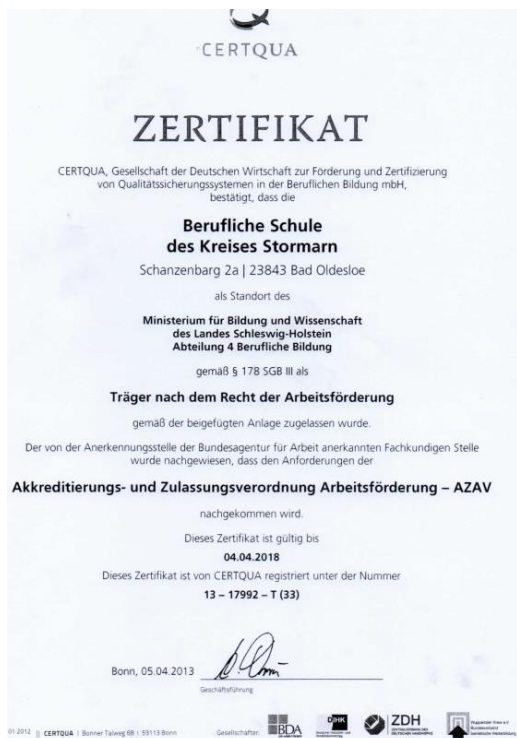 CERTQUA
ZERTIFIKAT
CERTQUA, Gesellschaft der Deutschen Wirtschaft zur Förderung und Zertifizierung
von Qualitätssicherungssystemen in der Beruflichen Bildung mbH,
bestätigt, dass die
Berufliche Schule
des Kreises Stormarn
Schanzenbarg 2a | 23843 Bad Oldesloe
als Standort des
Ministerium für Bildung und Wissenschaft
des Landes Schleswig-Holstein
Abteilung 4 Berufliche Bildung
gemäß § 178 SGB III als
Träger nach dem Recht der Arbeitsförderung
gemäß der beigefügten Anlage zugelassen wurde.
Der von der Anerkennungsstelle der Bundesagentur für Arbeit anerkannten Fachkundigen Stelle
wurde nachgewiesen, dass den Anforderungen der
Akkreditierungs- und Zulassungsverordnung Arbeitsförderung – AZAV
nachgekommen wird.
Dieses Zertifikat ist gültig bis
04.04.2018
Dieses Zertifikat ist von CERTQUA registriert unter der Nummer
13 – 17992 – T (33)
Bonn, 05.04.2013
Geschäftsführung
01.2012 || CERTQUA | Bonner Talweg 68 | 53113 Bonn
Gesellschafter:
BDA
DIHK
ZDH